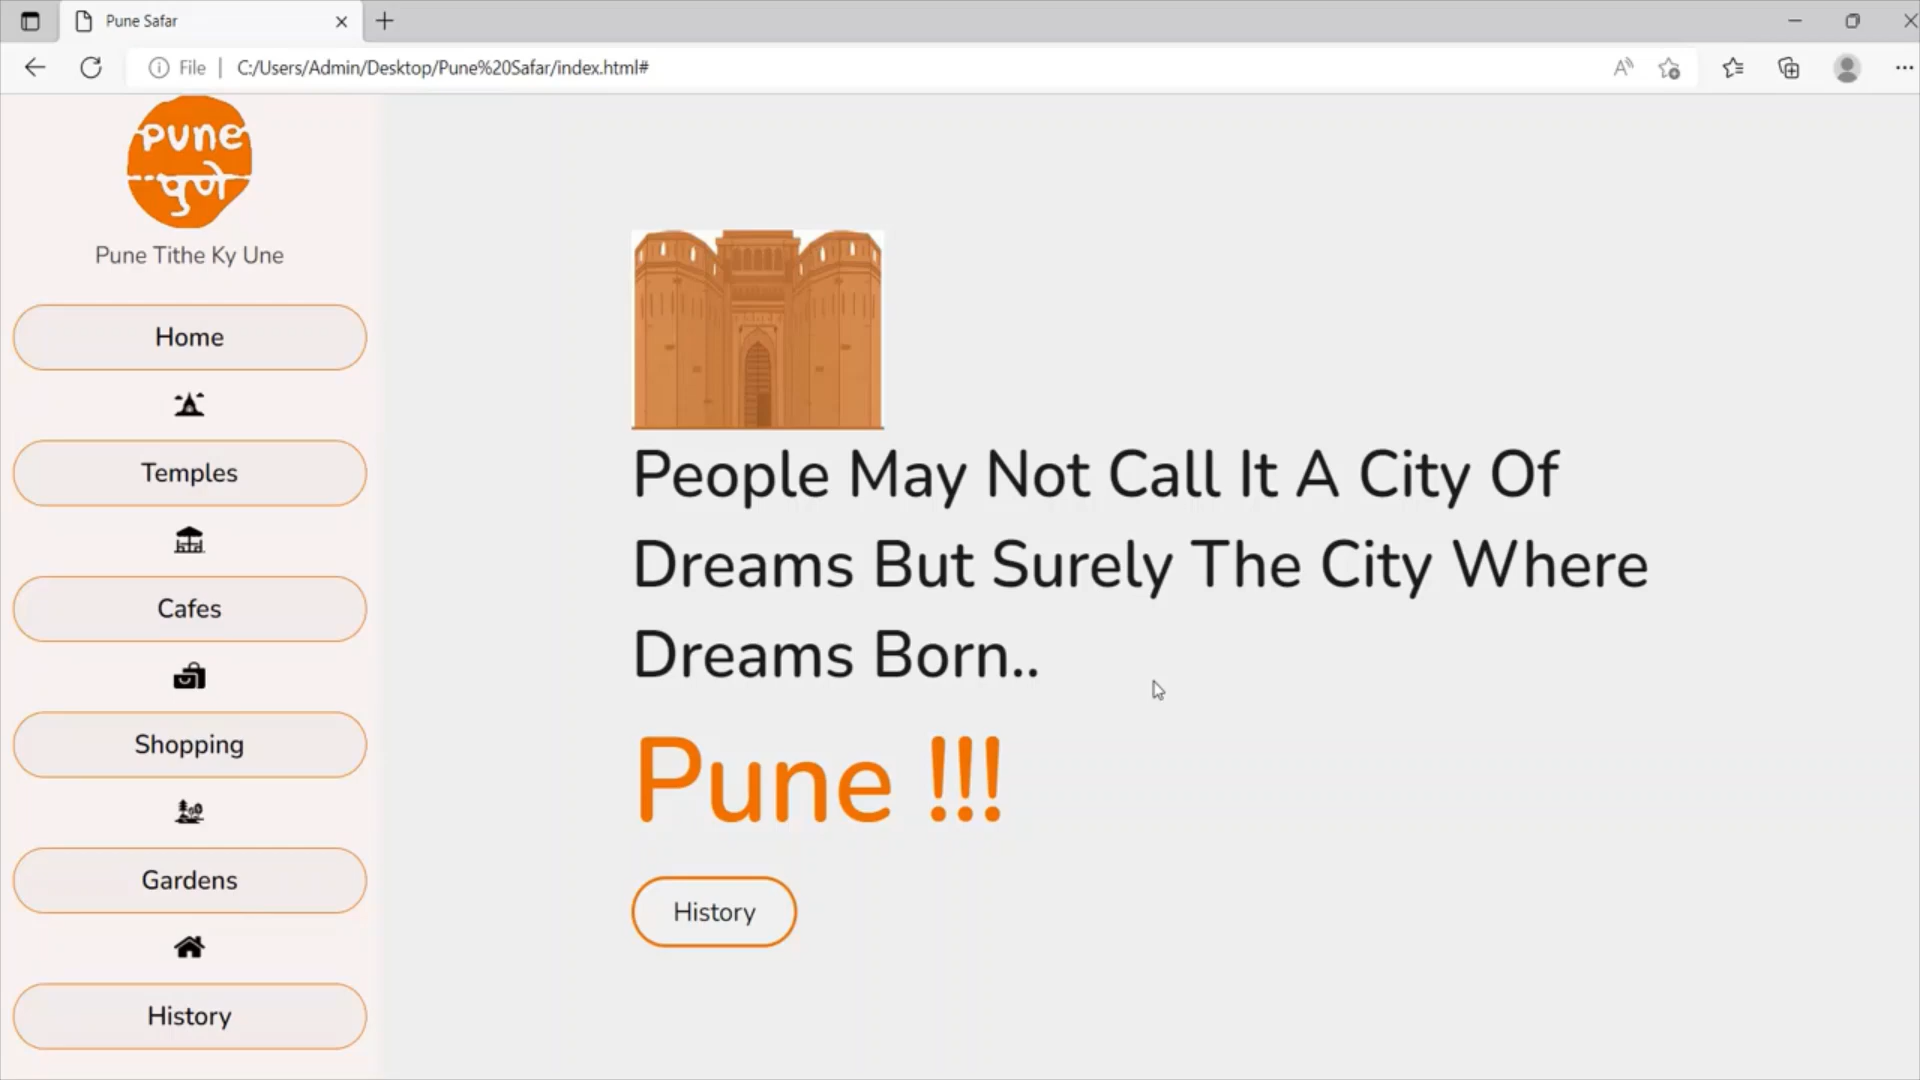 Pune Safar
File
C:/Users/Admin/Desktop/Pune%20Safar/index.html#
pune
पुणे
Pune Tithe Ky Une
Home
Temples
Cafes
Shopping
Gardens
History
People May Not Call It A City Of
Dreams But Surely The City Where
Dreams Born..
Pune !!!
History